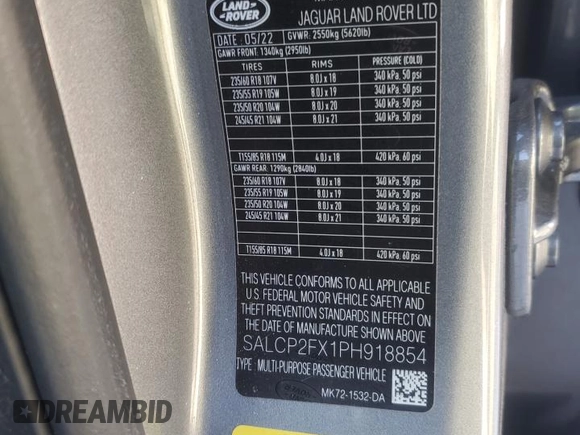 LAND
ROVER
JAGUAR LAND ROVER LTD
DATE : 05/22 GVWR: 2550kg (5620lb)
GAWR FRONT: 1340kg (2950lb)
TIRES RIMS PRESSURE (COLD)
235/60 R18 107V 8.0J x 18 340 kPa, 50 psi
235/55 R19 105W 8.0J x 19 340 kPa, 50 psi
235/50 R20 104W 8.0J x 20 340 kPa, 50 psi
245/45 R21 104W 8.0J x 21 340 kPa, 50 psi
T155/85 R18 115M 4.0J x 18 420 kPa, 60 psi
GAWR REAR: 1290kg (2840lb)
235/60 R18 107V 8.0J x 18 340 kPa, 50 psi
235/55 R19 105W 8.0J x 19 340 kPa, 50 psi
235/50 R20 104W 8.0J x 20 340 kPa, 50 psi
245/45 R21 104W 8.0J x 21 340 kPa, 50 psi
T155/85 R18 115M 4.0J x 18 420 kPa, 60 psi
THIS VEHICLE CONFORMS TO ALL APPLICABLE
U.S. FEDERAL MOTOR VEHICLE SAFETY AND
THEFT PREVENTION STANDARDS IN EFFECT ON
THE DATE OF MANUFACTURE SHOWN ABOVE.
SALCP2FX1PH918854
TYPE : MULTI-PURPOSE PASSENGER VEHICLE
MK72-1532-DA
DREAMBID